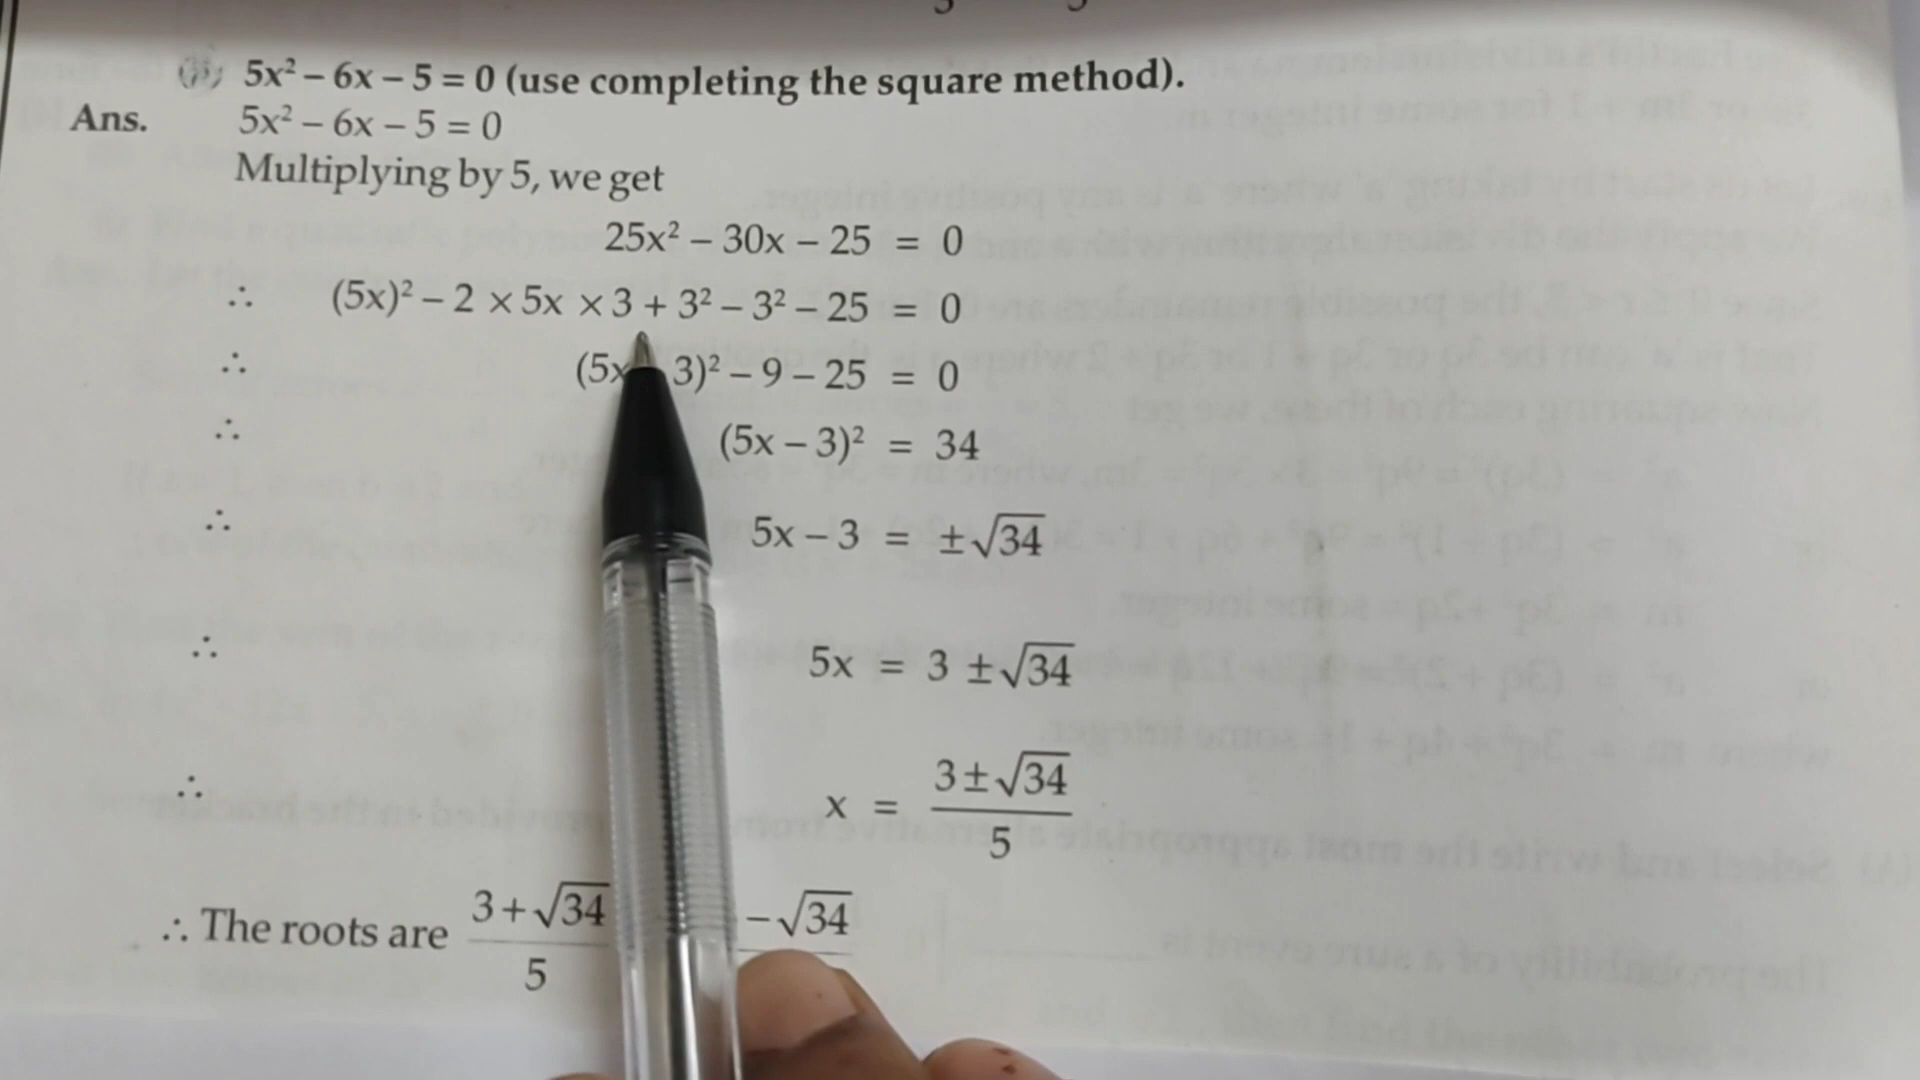 5x² – 6x – 5 = 0 (use completing the square method).
Ans. 5x² – 6x – 5 = 0
Multiplying by 5, we get
25x² – 30x – 25 = 0
∴ (5x)² – 2 × 5x × 3 + 3² – 3² – 25 = 0
∴ (5x 3)² – 9 – 25 = 0
∴ (5x – 3)² = 34
∴ 5x – 3 = ±√34
∴ 5x = 3 ±√34
∴ x = 3±√34
5
∴ The roots are 3+√34 –√34
5